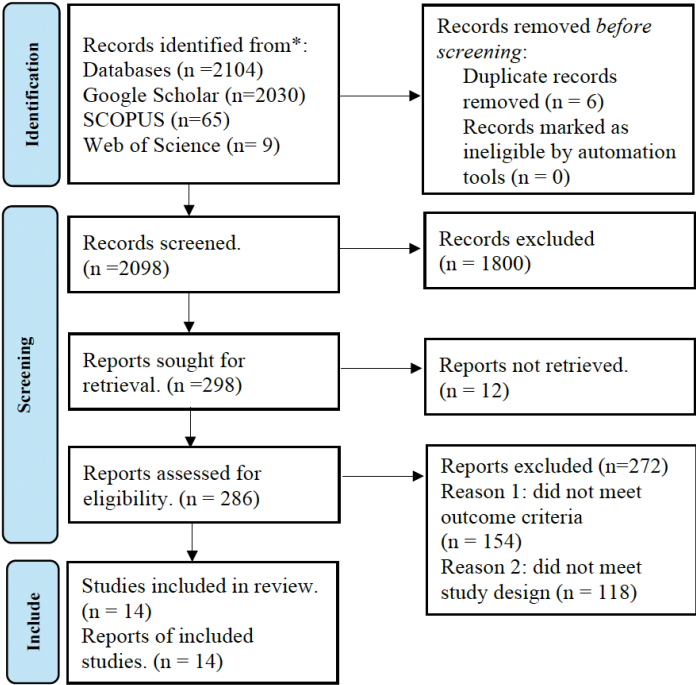 Identification
Records identified from*:
Databases (n =2104)
Google Scholar (n=2030)
SCOPUS (n=65)
Web of Science (n= 9)
Records removed before
screening:
Duplicate records
removed (n = 6)
Records marked as
ineligible by automation
tools (n = 0)
Screening
Records screened.
(n =2098)
Records excluded
(n = 1800)
Reports sought for
retrieval. (n =298)
Reports not retrieved.
(n = 12)
Reports assessed for
eligibility. (n = 286)
Reports excluded (n=272)
Reason 1: did not meet
outcome criteria
(n = 154)
Reason 2: did not meet
study design (n = 118)
Include
Studies included in review.
(n = 14)
Reports of included
studies. (n = 14)